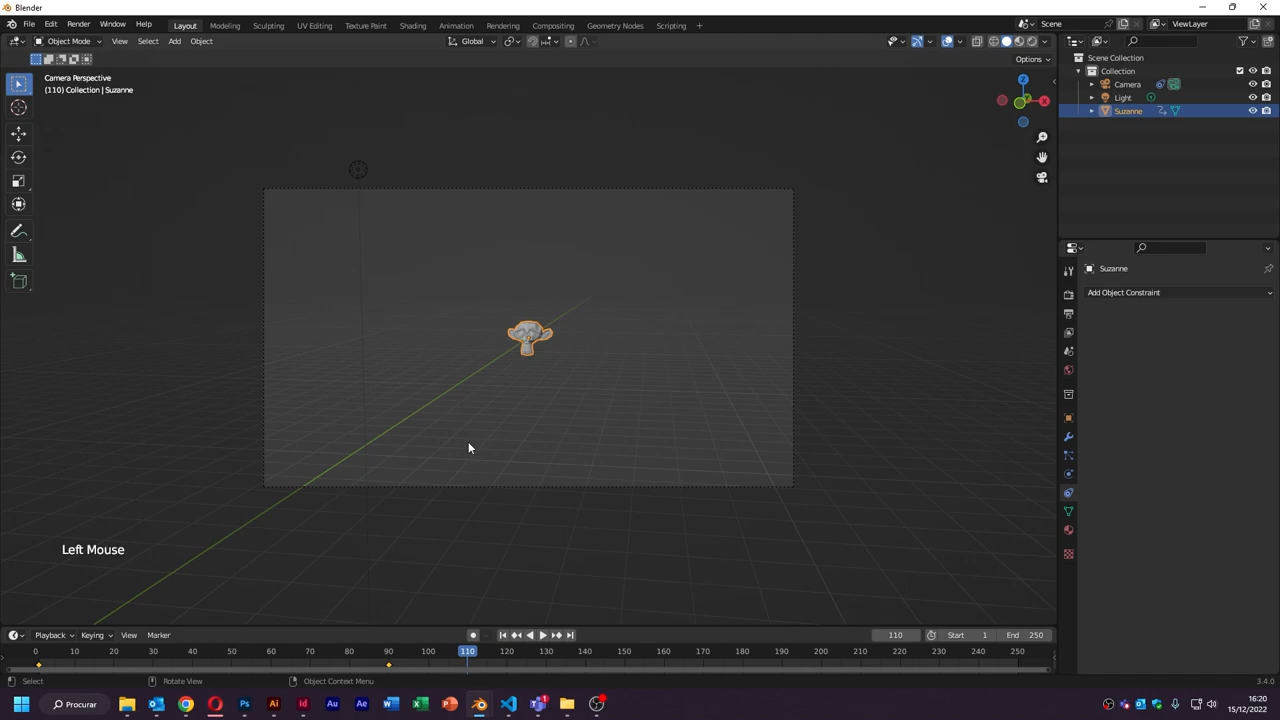 Blender
File Edit Render Window Help Layout Modeling Sculpting UV Editing Texture Paint Shading Animation Rendering Compositing Geometry Nodes Scripting + Scene ViewLayer
Object Mode View Select Add Object Global
Options
Camera Perspective
(110) Collection | Suzanne
Z
Y
X
Left Mouse
Scene Collection
Collection
Camera
Light
Suzanne
Suzanne
Add Object Constraint
Playback Keying View Marker 110 Start 1 End 250
0 10 20 30 40 50 60 70 80 90 100 110 120 130 140 150 160 170 180 190 200 210 220 230 240 250
Select Rotate View Object Context Menu 3.4.0
Procurar
16:20
15/12/2022